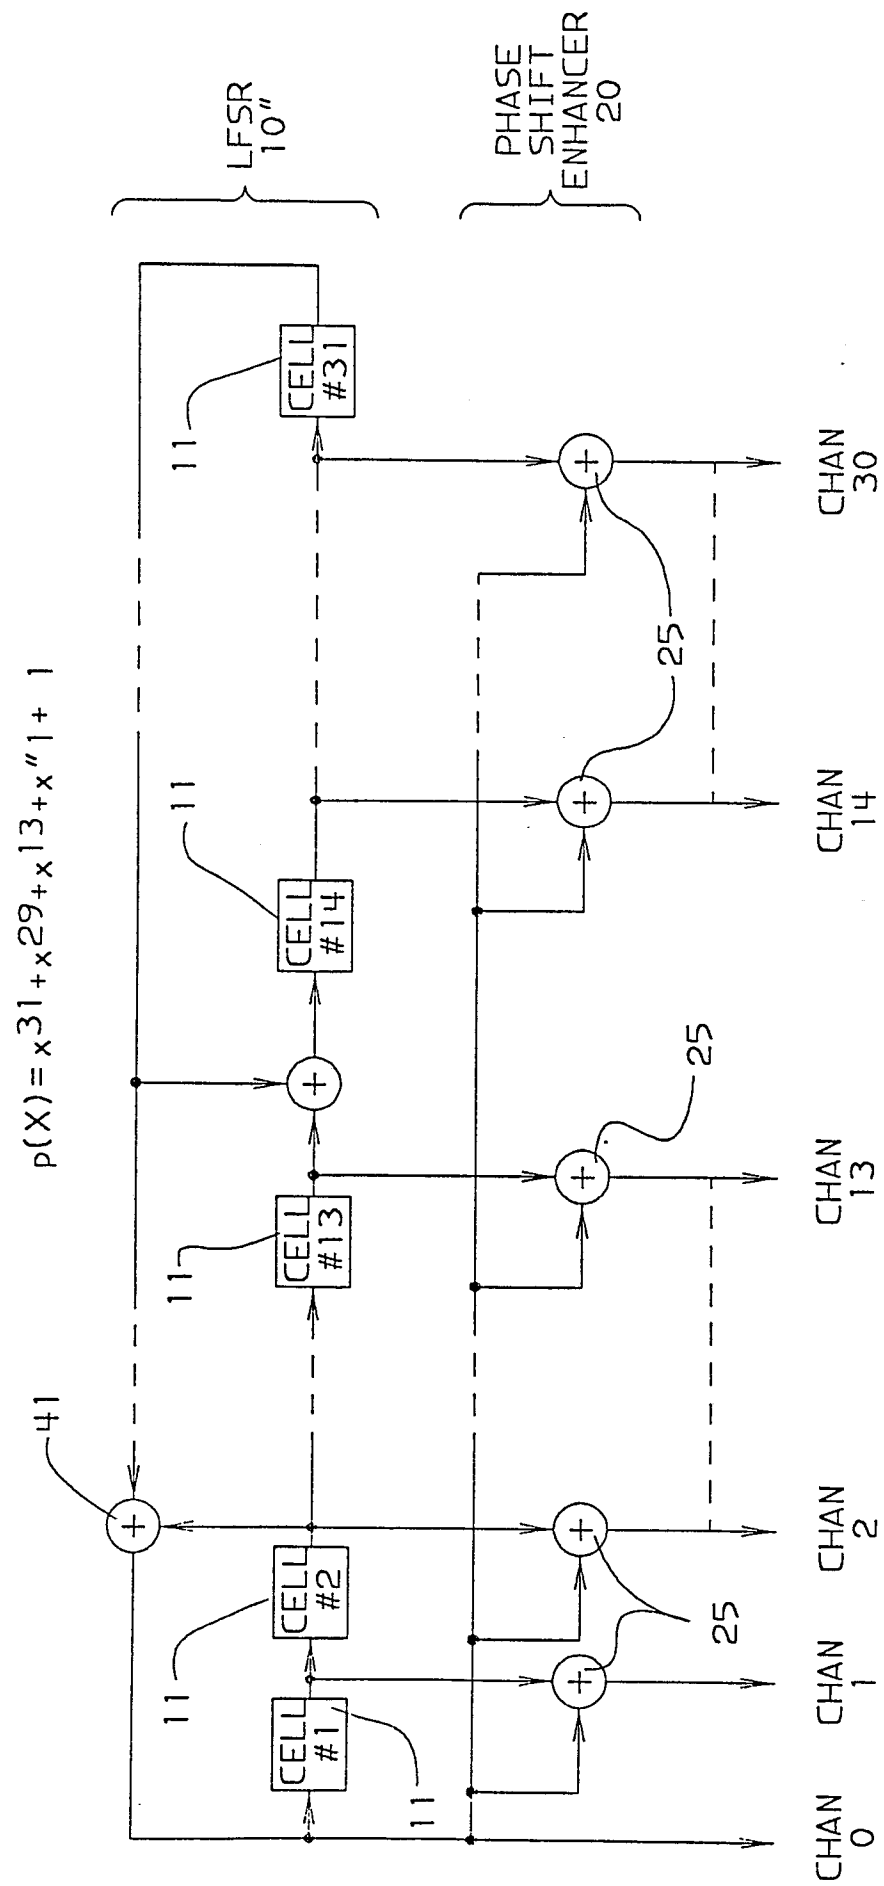 p(X)=x31+x29+x13+x"1+ 1
LFSR
10"
PHASE
SHIFT
ENHANCER
20
41
11
11
11
11
11
CELL
#1
CELL
#2
CELL
#13
CELL
#14
CELL
#31
25
25
25
CHAN
0
CHAN
1
CHAN
2
CHAN
13
CHAN
14
CHAN
30